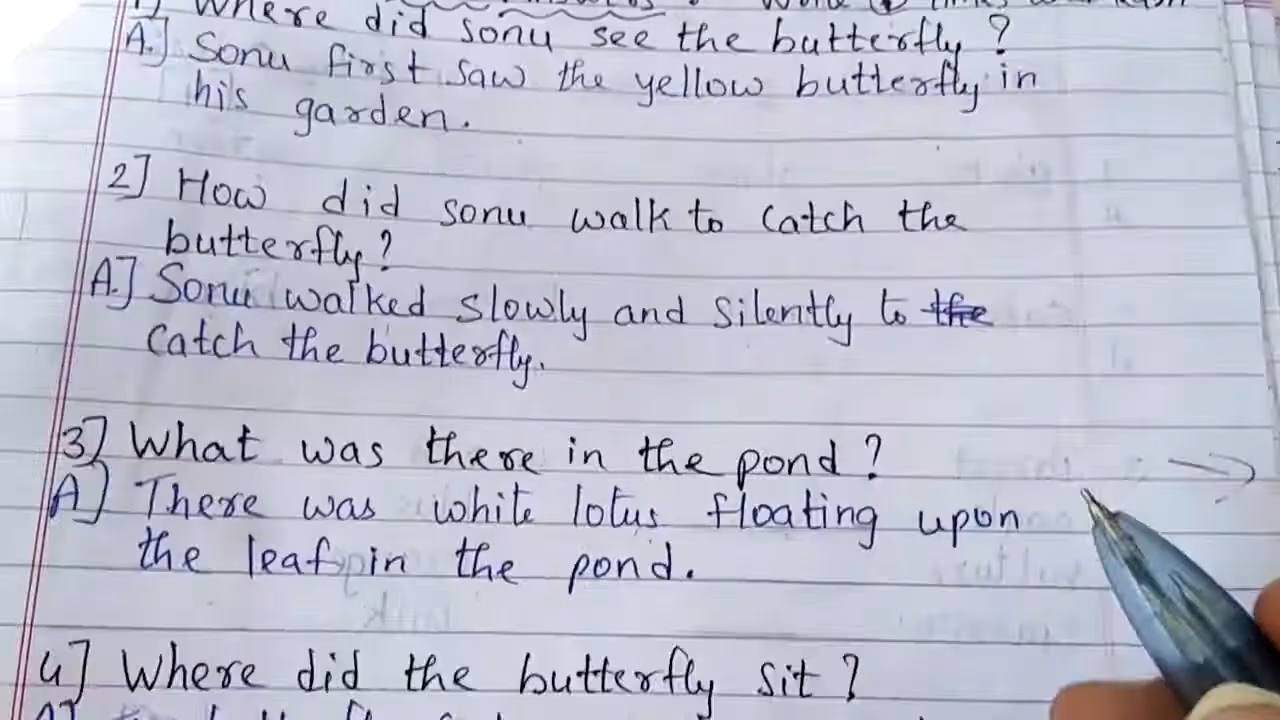 1] Where did sonu see the butterfly?
A.] Sonu first saw the yellow butterfly in
his garden.
2] How did sonu walk to catch the
butterfly?
A.] Sonu walked slowly and silently to the
catch the butterfly.
3] What was there in the pond?
A] There was white lotus floating upon
the leaf in the pond.
4] Where did the butterfly sit?